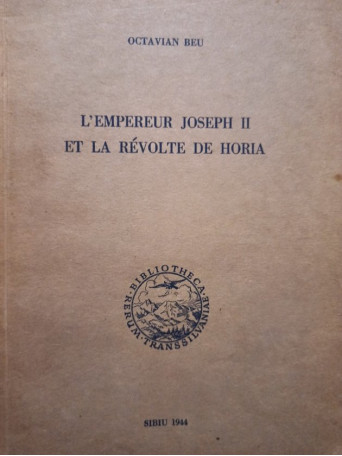 OCTAVIAN BEU
L'EMPEREUR JOSEPH II
ET LA RÉVOLTE DE HORIA
BIBLIOTHECA
RERUM TRANSSILVANIAE
SIBIU 1944